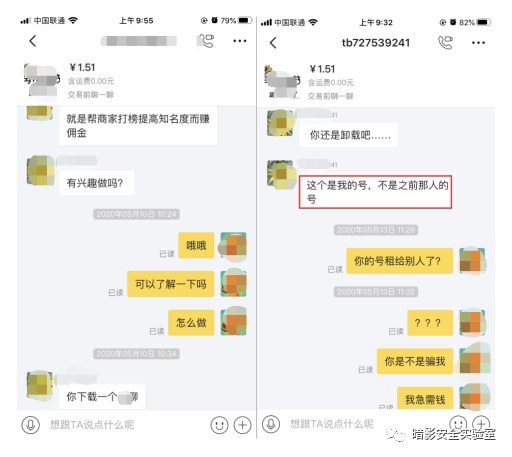 中国联通
上午 9:55
79%
¥1.51
含运费0.00元
交易前聊一聊
就是帮商家打榜提高知名度而赚
佣金
有兴趣做吗？
2020年05月10日 10:24
哦哦
已读
可以了解一下吗
已读
怎么做
已读
2020年05月10日 10:34
你下载一个
聊
想跟TA说点什么呢
中国联通
上午 9:32
82%
tb727539241
¥1.51
含运费0.00元
交易前聊一聊
你还是卸载吧……
41
这个是我的号，不是之前那人的
号
2020年05月13日 11:26
你的号租给别人了？
已读
2020年05月13日 11:32
？？？
已读
你是不是骗我
已读
我急需钱
已读
想跟TA说点什么呢
暗影安全实验室